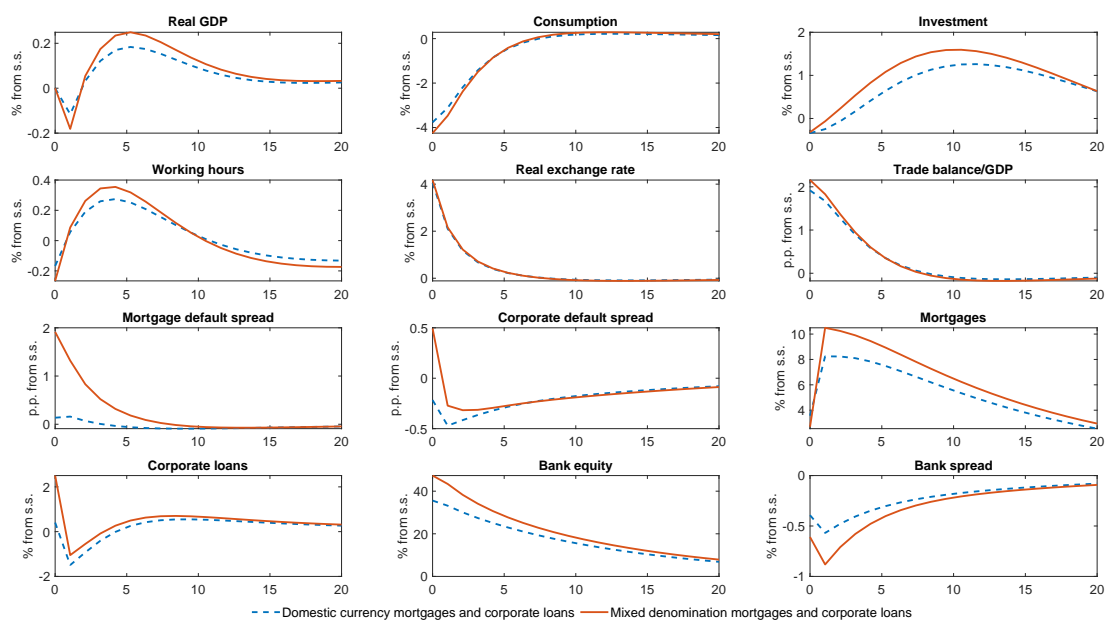 Real GDP
% from s.s.
0.2
0
-0.2
0 5 10 15 20
Consumption
% from s.s.
0
-2
-4
0 5 10 15 20
Investment
% from s.s.
2
1
0
0 5 10 15 20
Working hours
% from s.s.
0.4
0.2
0
-0.2
0 5 10 15 20
Real exchange rate
% from s.s.
4
2
0
0 5 10 15 20
Trade balance/GDP
p.p. from s.s.
2
1
0
0 5 10 15 20
Mortgage default spread
p.p. from s.s.
2
1
0
0 5 10 15 20
Corporate default spread
p.p. from s.s.
0.5
0
-0.5
0 5 10 15 20
Mortgages
% from s.s.
10
8
6
4
0 5 10 15 20
Corporate loans
% from s.s.
2
0
-2
0 5 10 15 20
Bank equity
% from s.s.
40
20
0
0 5 10 15 20
Bank spread
% from s.s.
0
-0.5
-1
0 5 10 15 20
Domestic currency mortgages and corporate loans Mixed denomination mortgages and corporate loans